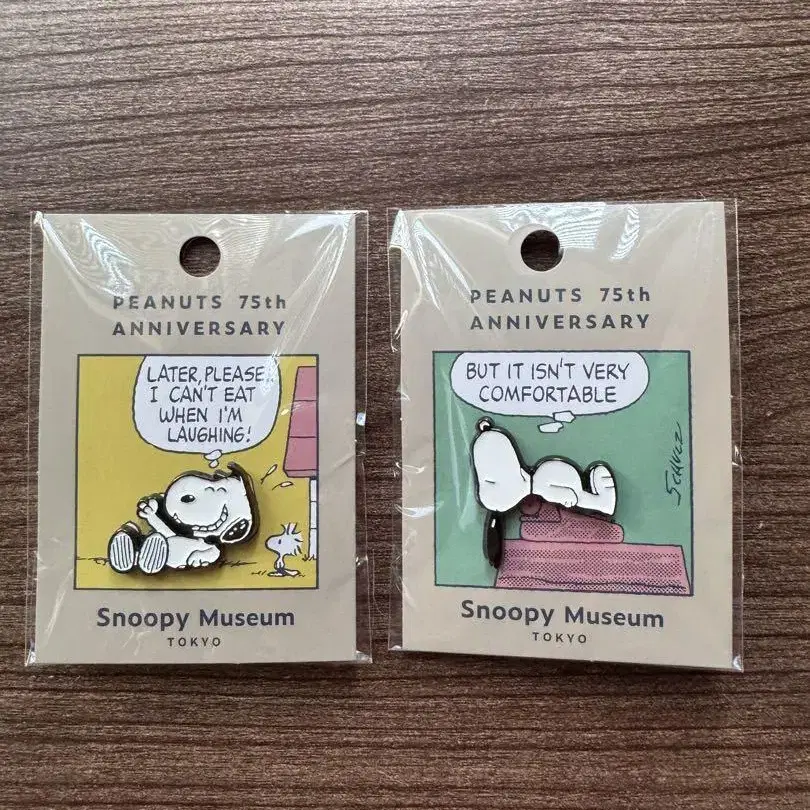 PEANUTS 75th
ANNIVERSARY
LATER, PLEASE.
I CAN'T EAT
WHEN I'M
LAUGHING!
Snoopy Museum
TOKYO
PEANUTS 75th
ANNIVERSARY
BUT IT ISN'T VERY
COMFORTABLE
SCHULZ
Snoopy Museum
TOKYO